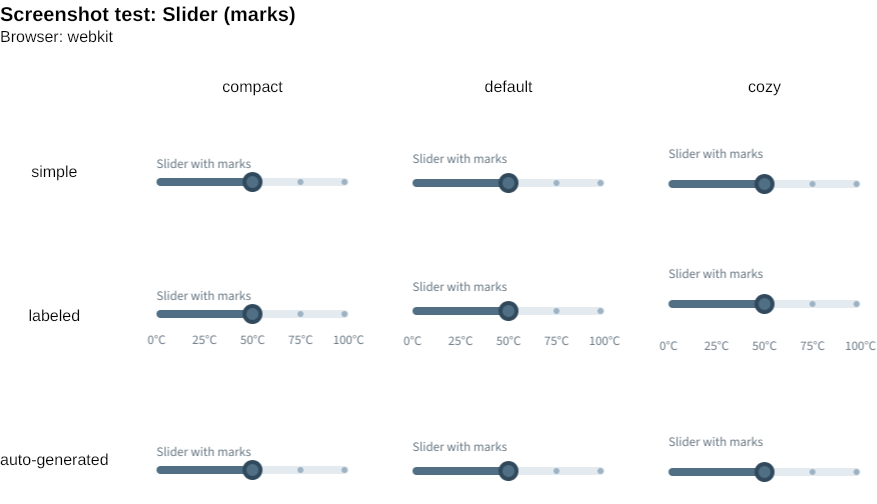 Screenshot test: Slider (marks)
Browser: webkit
compact default cozy
simple
Slider with marks Slider with marks Slider with marks
labeled
Slider with marks Slider with marks Slider with marks
0°C 25°C 50°C 75°C 100°C 0°C 25°C 50°C 75°C 100°C 0°C 25°C 50°C 75°C 100°C
auto-generated
Slider with marks Slider with marks Slider with marks